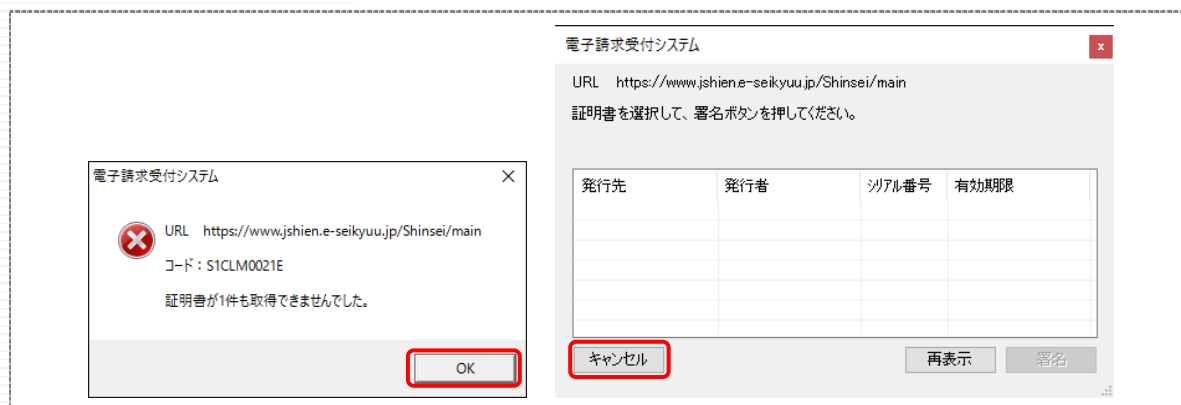 電子請求受付システム
URL https://www.jshien.e-seikyuu.jp/Shinsei/main
コード：S1CLM0021E
証明書が1件も取得できませんでした。
OK
電子請求受付システム
URL https://www.jshien.e-seikyuu.jp/Shinsei/main
証明書を選択して、署名ボタンを押してください。
発行先 発行者 シリアル番号 有効期限
キャンセル 再表示 署名